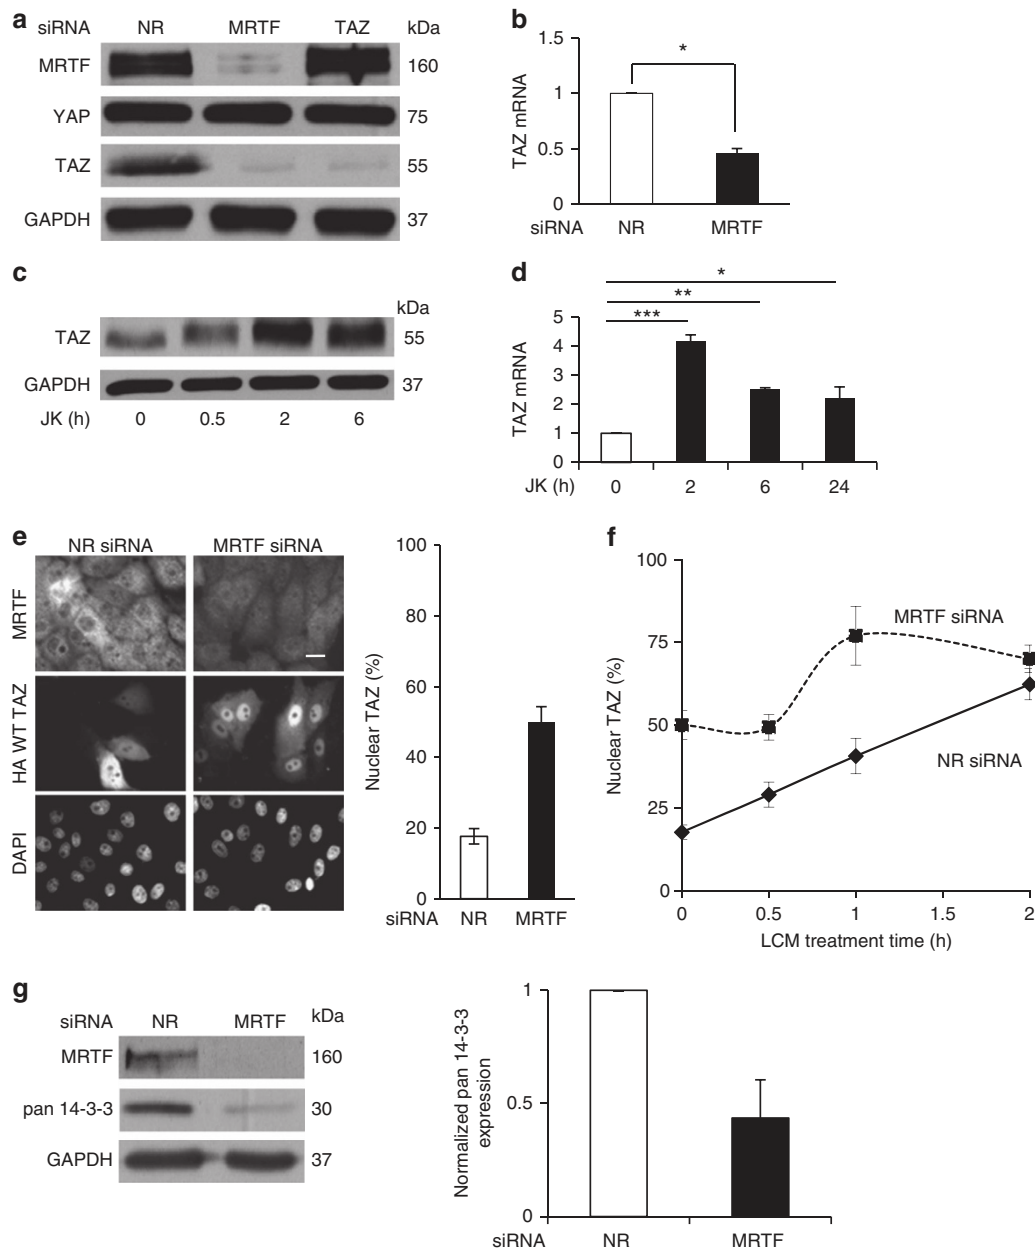 a
siRNA NR MRTF TAZ kDa
MRTF 160
YAP 75
TAZ 55
GAPDH 37
b
1.5
1
0.5
0
TAZ mRNA
*
siRNA NR MRTF
c
kDa
TAZ 55
GAPDH 37
JK (h) 0 0.5 2 6
d
*
**
***
5
4
3
2
1
0
TAZ mRNA
JK (h) 0 2 6 24
e
NR siRNA MRTF siRNA
MRTF
HA WT TAZ
DAPI
100
80
60
40
20
0
Nuclear TAZ (%)
siRNA NR MRTF
f
100
75
50
25
0
Nuclear TAZ (%)
MRTF siRNA
NR siRNA
0 0.5 1 1.5 2
LCM treatment time (h)
g
siRNA NR MRTF kDa
MRTF 160
pan 14-3-3 30
GAPDH 37
1
0.5
0
Normalized pan 14-3-3
expression
siRNA NR MRTF